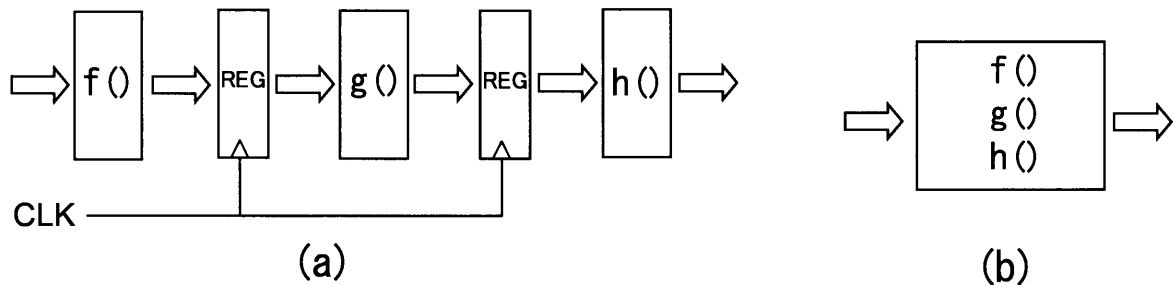 f() REG g() REG h()
CLK
(a)
f()
g()
h()
(b)